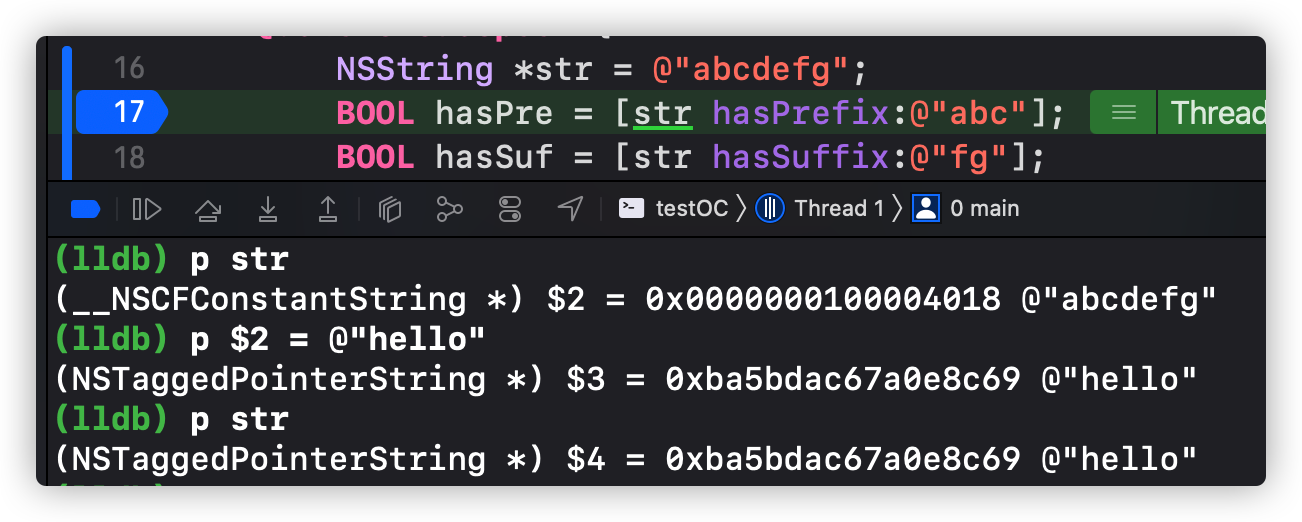 16 NSString *str = @"abcdefg";
17 BOOL hasPre = [str hasPrefix:@"abc"]; Thread
18 BOOL hasSuf = [str hasSuffix:@"fg"];
testOC Thread 1 0 main
(lldb) p str
(__NSCFConstantString *) $2 = 0x0000000100004018 @"abcdefg"
(lldb) p $2 = @"hello"
(NSTaggedPointerString *) $3 = 0xba5bdac67a0e8c69 @"hello"
(lldb) p str
(NSTaggedPointerString *) $4 = 0xba5bdac67a0e8c69 @"hello"